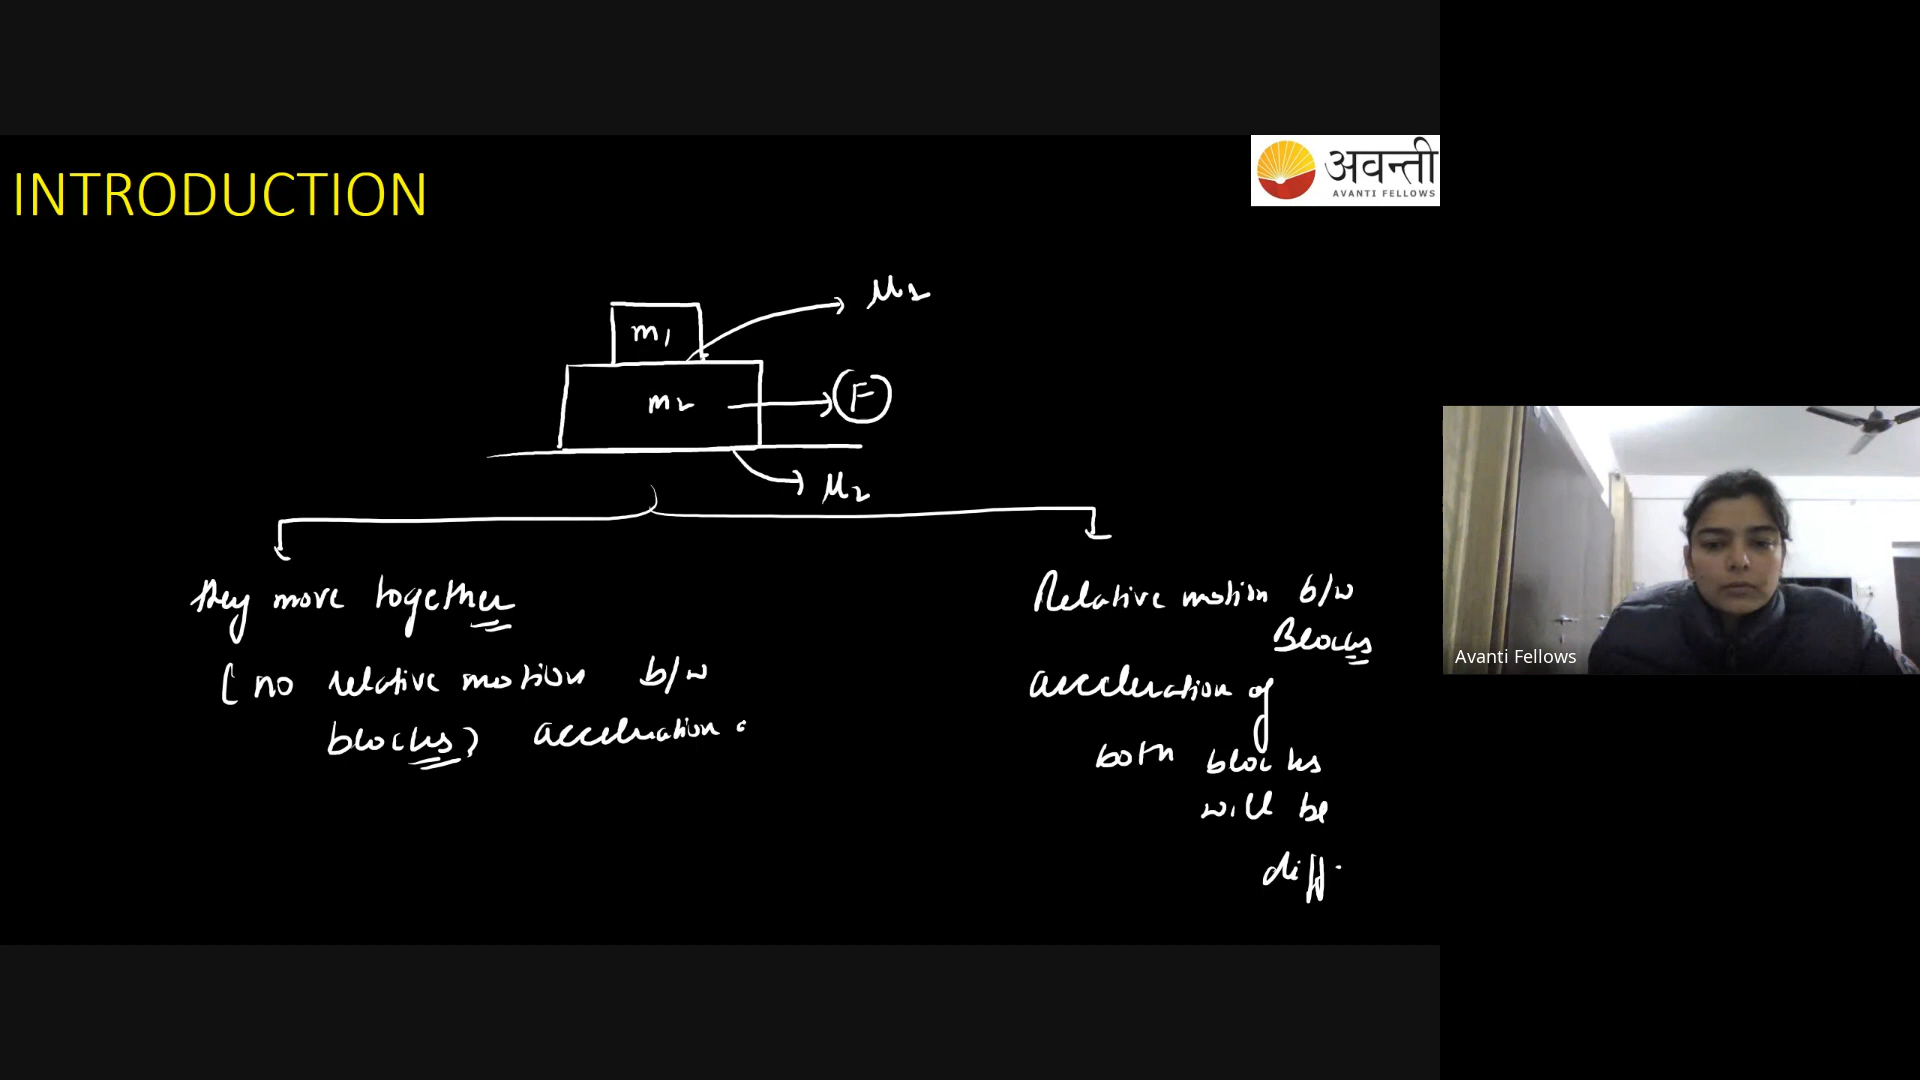 INTRODUCTION
अवन्ती
AVANTI FELLOWS
μ1
m1
m2
F
μ2
They move together
(no relative motion b/w
blocks) acceleration
Relative motion b/w
Blocks
acceleration of
both blocks
will be
diff.
Avanti Fellows